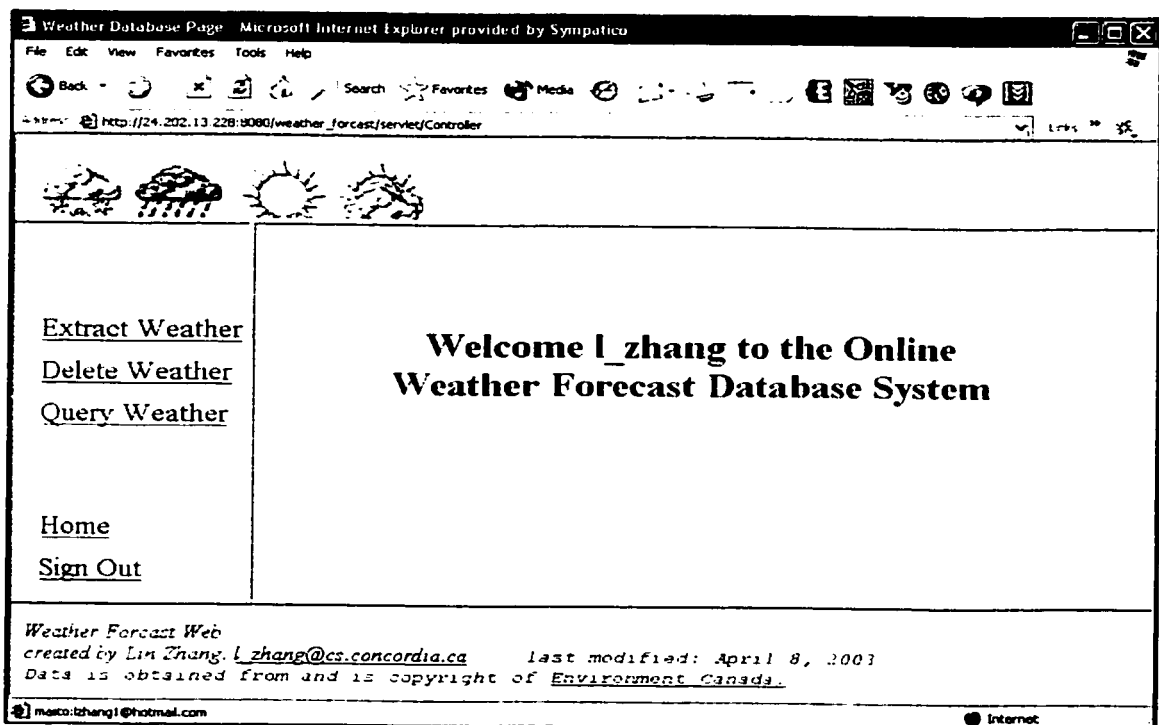 Weather Database Page Microsoft Internet Explorer provided by Sympatico
File Edit View Favorites Tools Help
Back Search Favorites Media
Address http://24.202.13.228:8080/weather_forcast/servlet/Controller Links »
Extract Weather
Delete Weather
Query Weather
Home
Sign Out
Welcome l_zhang to the Online
Weather Forecast Database System
Weather Forcast Web
created by Lin Zhang, l_zhang@cs.concordia.ca last modified: April 8, 2003
Data is obtained from and is copyright of Environment Canada.
mailto:lzhang1@hotmail.com Internet